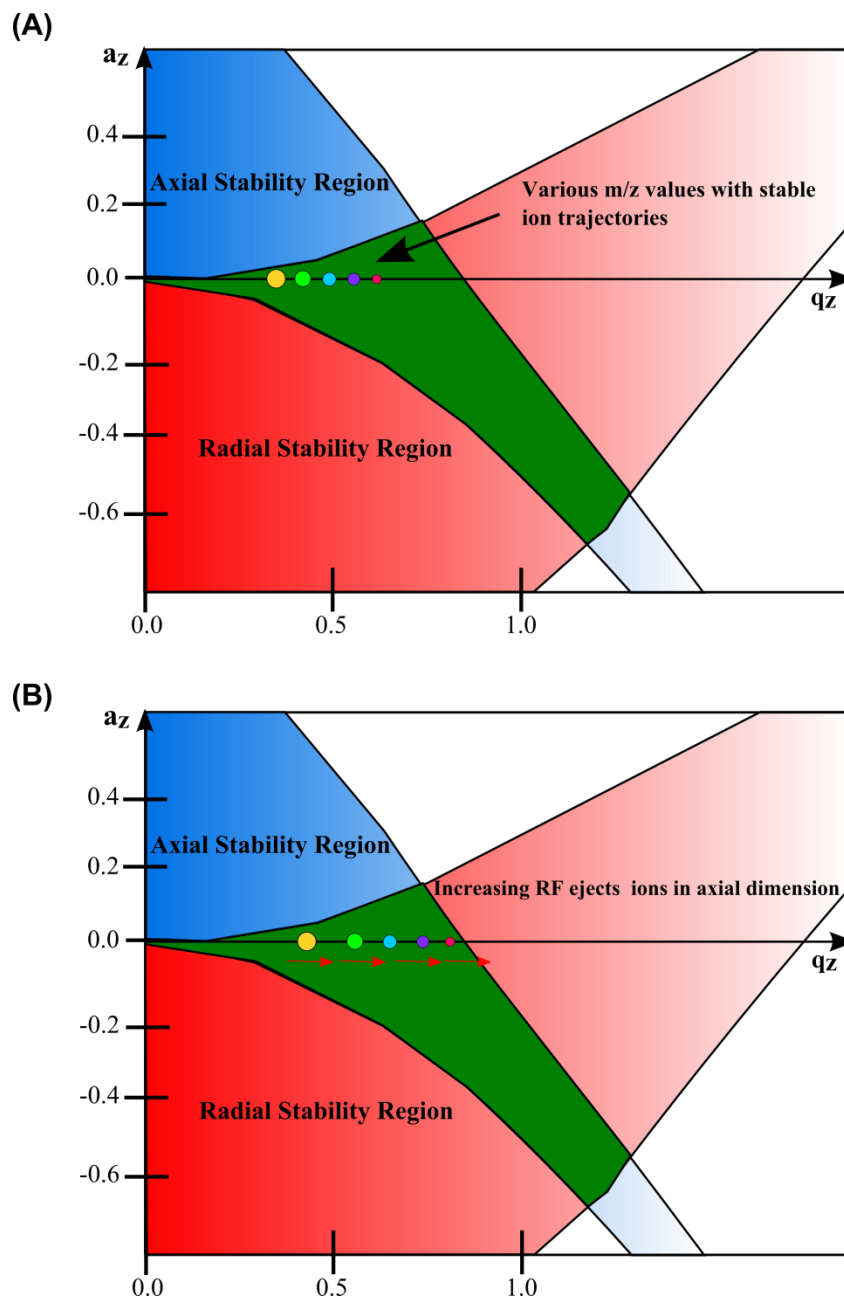 (A)
az
0.4
Axial Stability Region
Various m/z values with stable
ion trajectories
0.2
0.0
qz
-0.2
-0.4
Radial Stability Region
-0.6
0.0
0.5
1.0
(B)
az
0.4
0.2
Axial Stability Region
Increasing RF ejects ions in axial dimension
0.0
qz
-0.2
-0.4
Radial Stability Region
-0.6
0.0
0.5
1.0